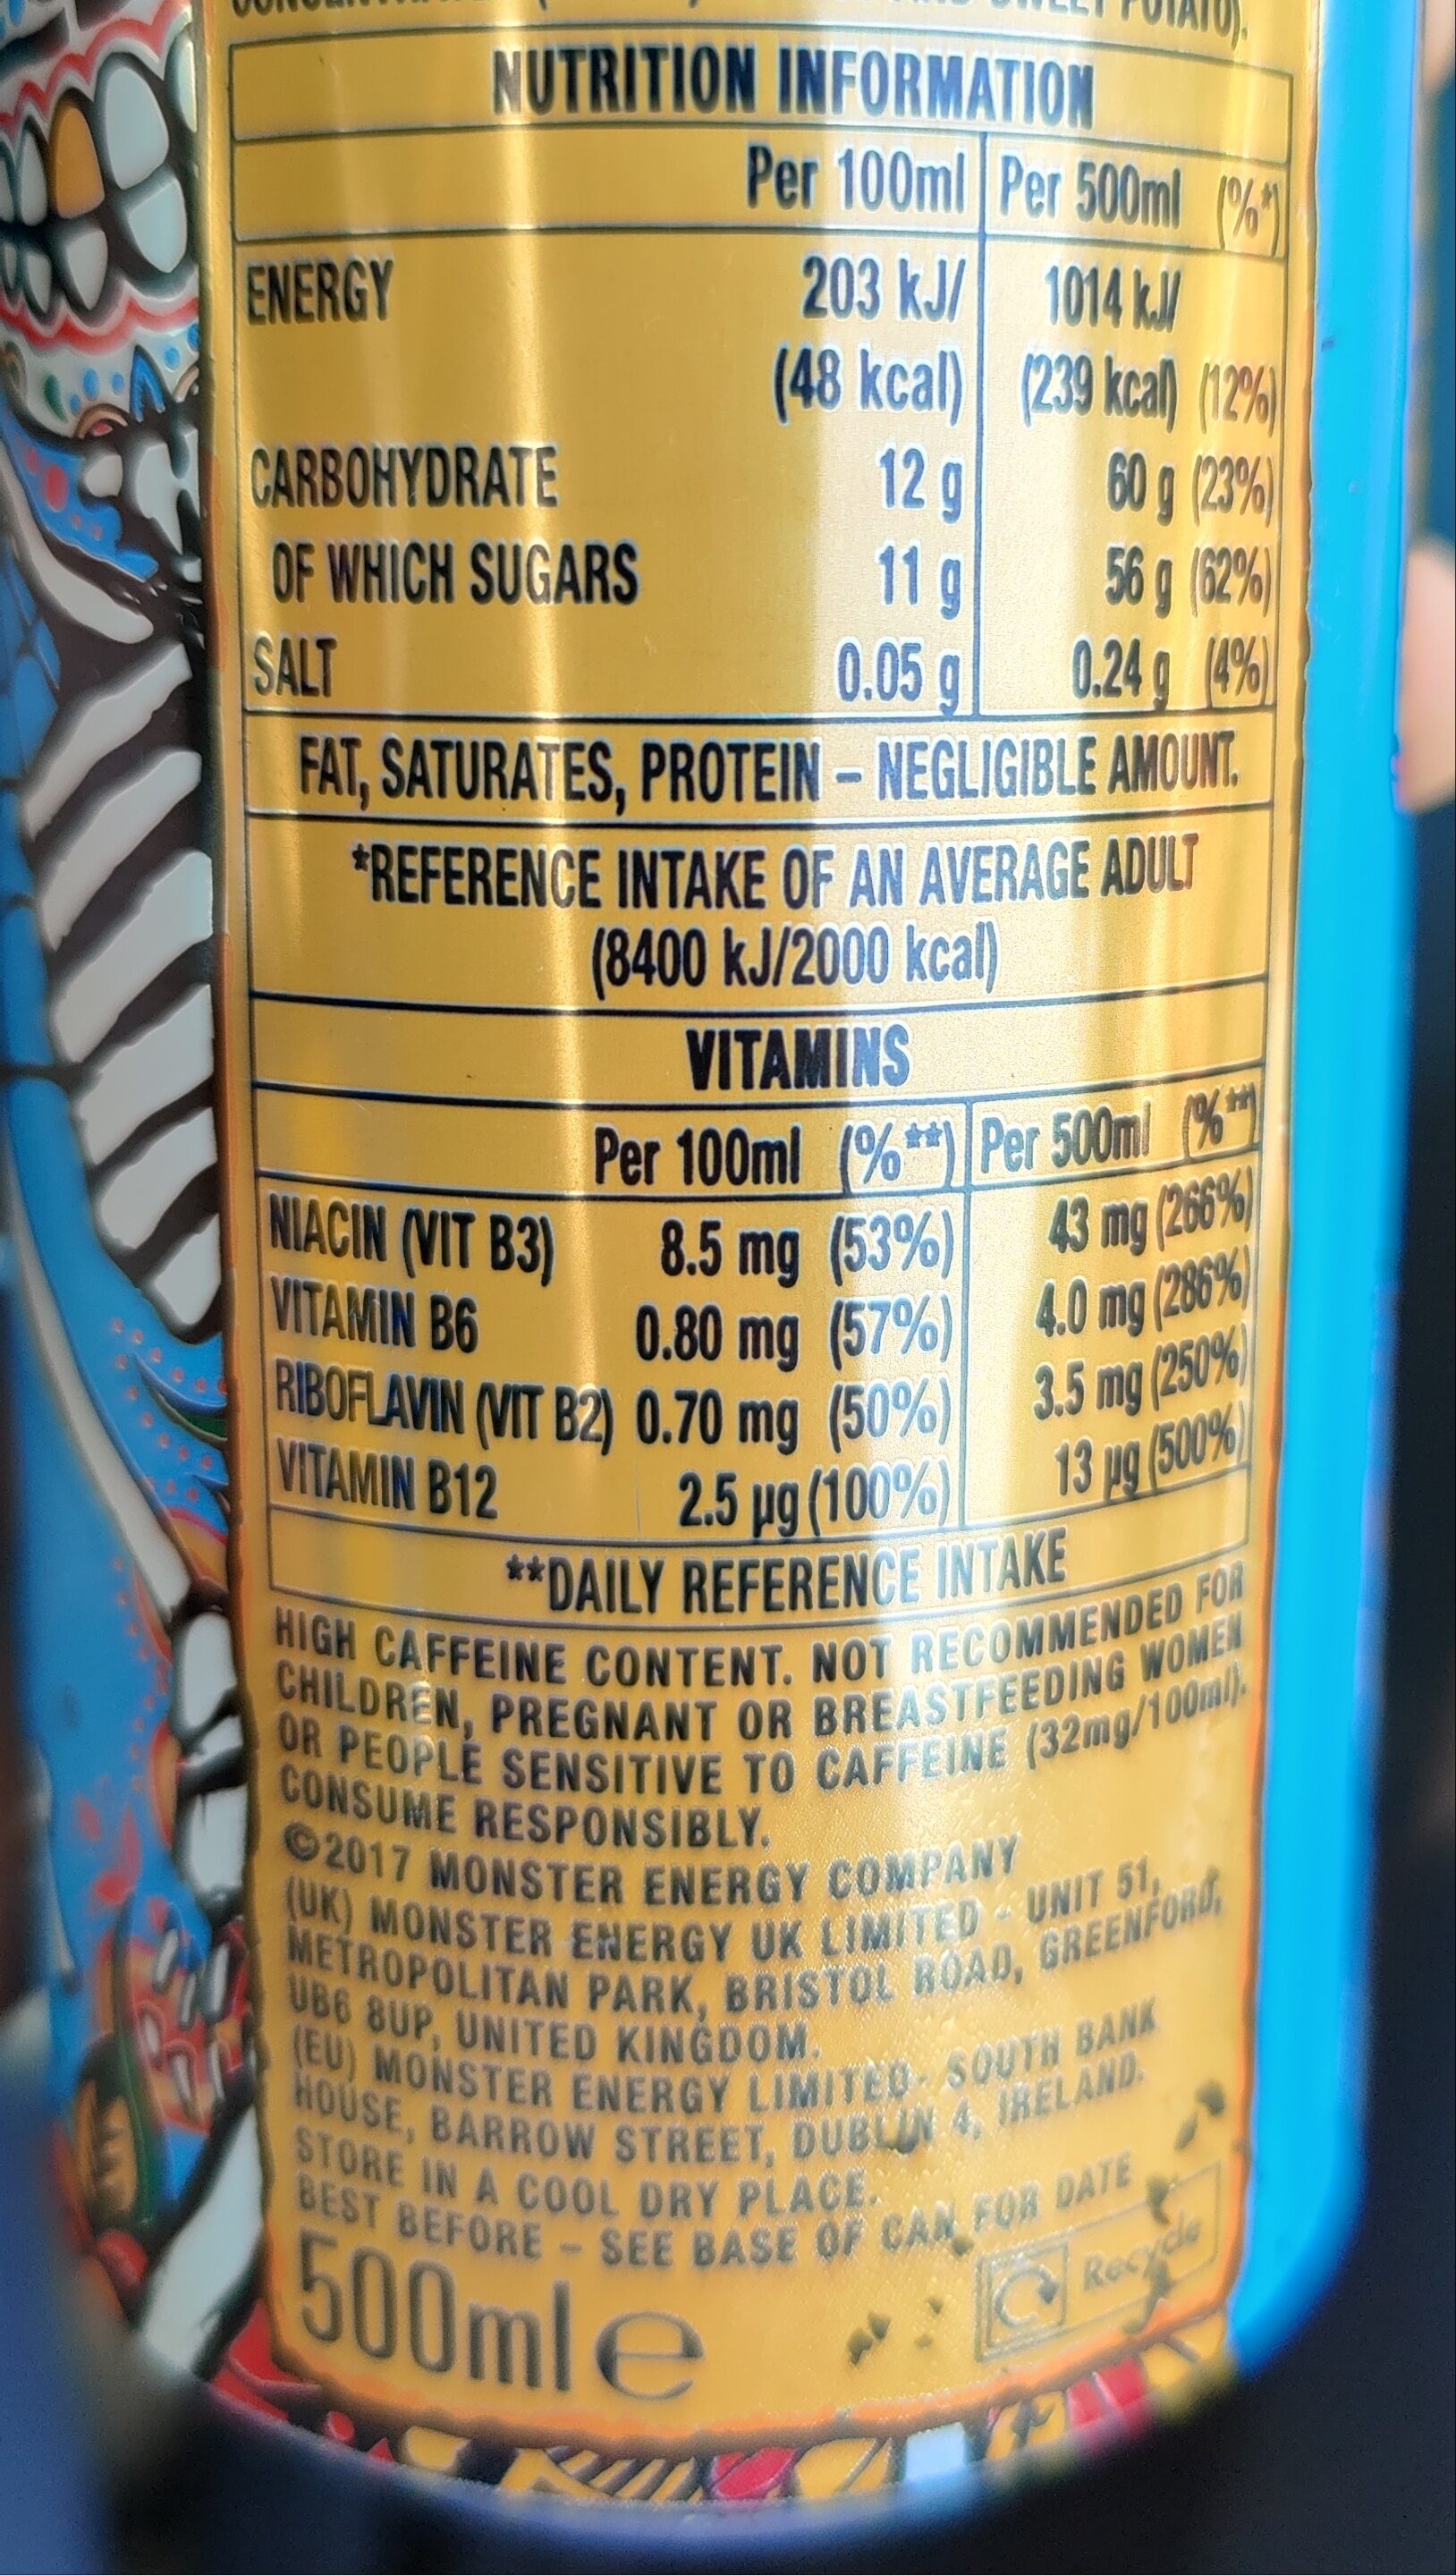 SWEET POTATO).
NUTRITION INFORMATION
Per 100ml Per 500ml (%*)
ENERGY 203 kJ/ 1014 kJ/
(48 kcal) (239 kcal) (12%)
CARBOHYDRATE 12 g 60 g (23%)
OF WHICH SUGARS 11 g 56 g (62%)
SALT 0.05 g 0.24 g (4%)
FAT, SATURATES, PROTEIN – NEGLIGIBLE AMOUNT.
*REFERENCE INTAKE OF AN AVERAGE ADULT
(8400 kJ/2000 kcal)
VITAMINS
Per 100ml (%**) Per 500ml (%**)
NIACIN (VIT B3) 8.5 mg (53%) 43 mg (266%)
VITAMIN B6 0.80 mg (57%) 4.0 mg (286%)
RIBOFLAVIN (VIT B2) 0.70 mg (50%) 3.5 mg (250%)
VITAMIN B12 2.5 µg (100%) 13 µg (500%)
**DAILY REFERENCE INTAKE
HIGH CAFFEINE CONTENT. NOT RECOMMENDED FOR
CHILDREN, PREGNANT OR BREASTFEEDING WOMEN
OR PEOPLE SENSITIVE TO CAFFEINE (32mg/100ml).
CONSUME RESPONSIBLY.
©2017 MONSTER ENERGY COMPANY
(UK) MONSTER ENERGY UK LIMITED - UNIT 51,
METROPOLITAN PARK, BRISTOL ROAD, GREENFORD,
UB6 8UP, UNITED KINGDOM.
(EU) MONSTER ENERGY LIMITED- SOUTH BANK
HOUSE, BARROW STREET, DUBLIN 4, IRELAND.
STORE IN A COOL DRY PLACE.
BEST BEFORE – SEE BASE OF CAN FOR DATE
500ml e
Recycle